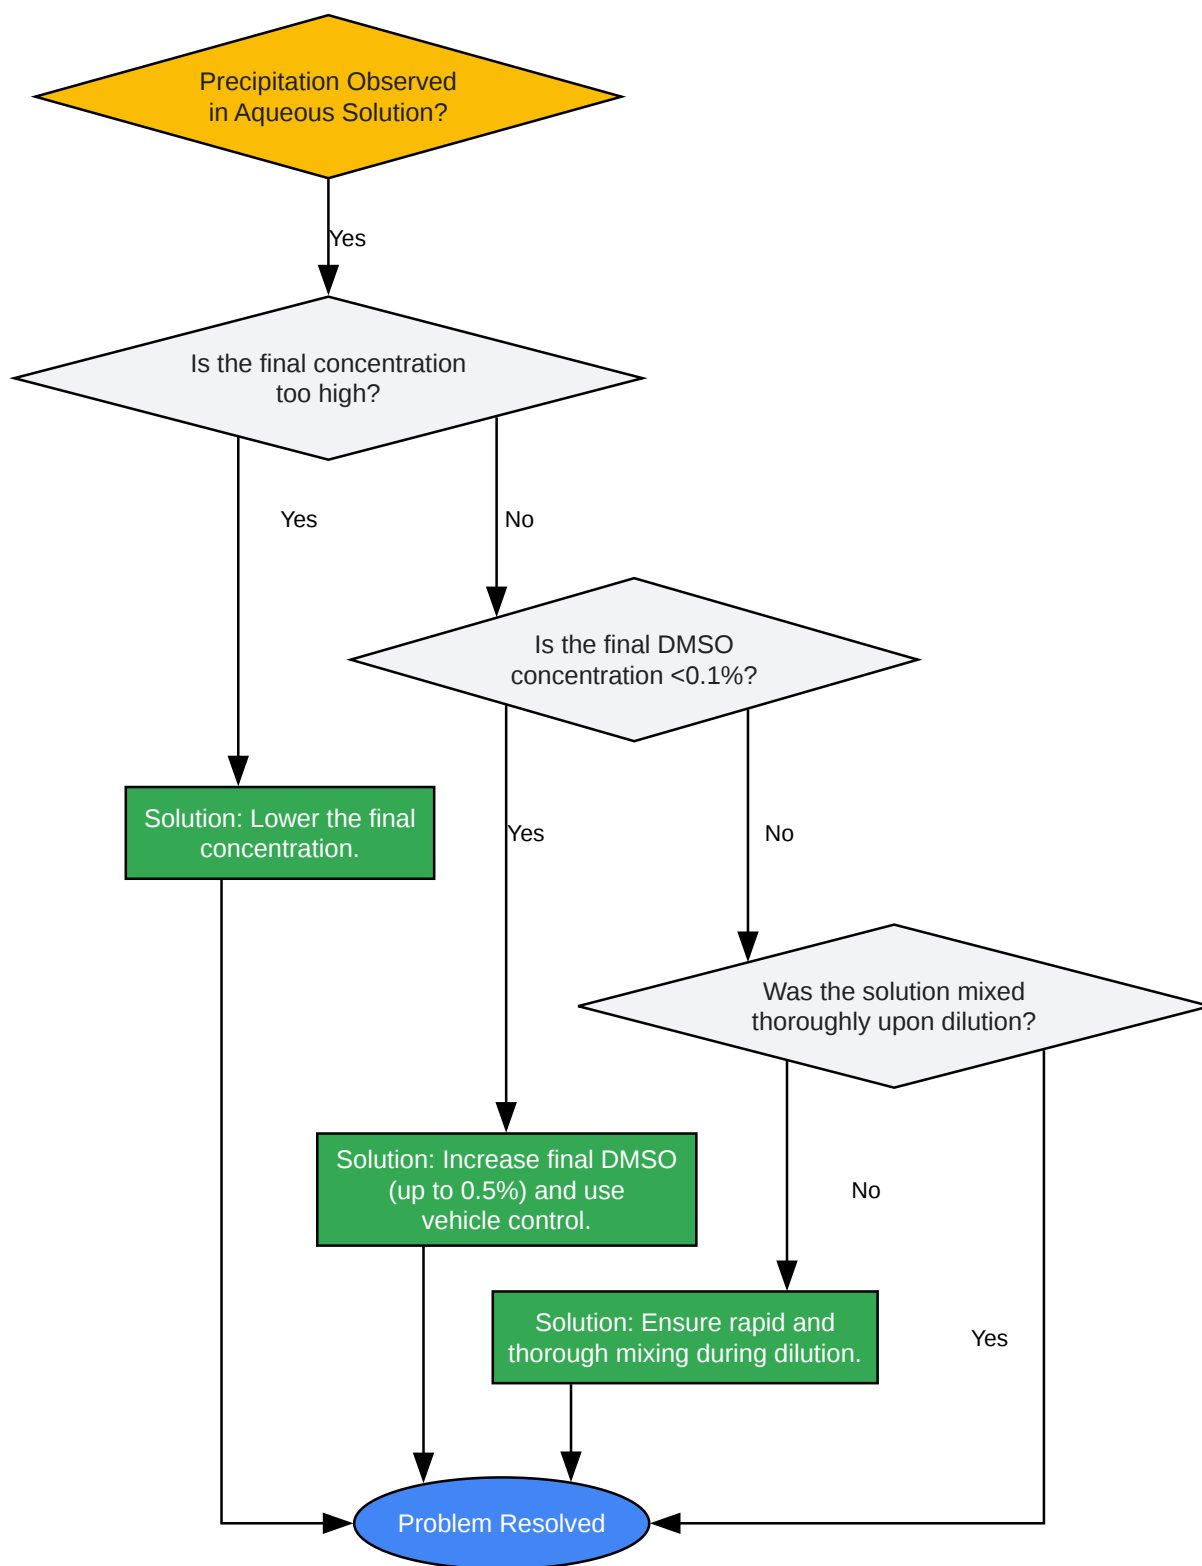 Precipitation Observed
in Aqueous Solution?
Yes
Is the final concentration
too high?
Yes
No
Is the final DMSO
concentration <0.1%?
Solution: Lower the final
concentration.
Yes
No
Was the solution mixed
thoroughly upon dilution?
Solution: Increase final DMSO
(up to 0.5%) and use
vehicle control.
No
Solution: Ensure rapid and
thorough mixing during dilution.
Yes
Problem Resolved